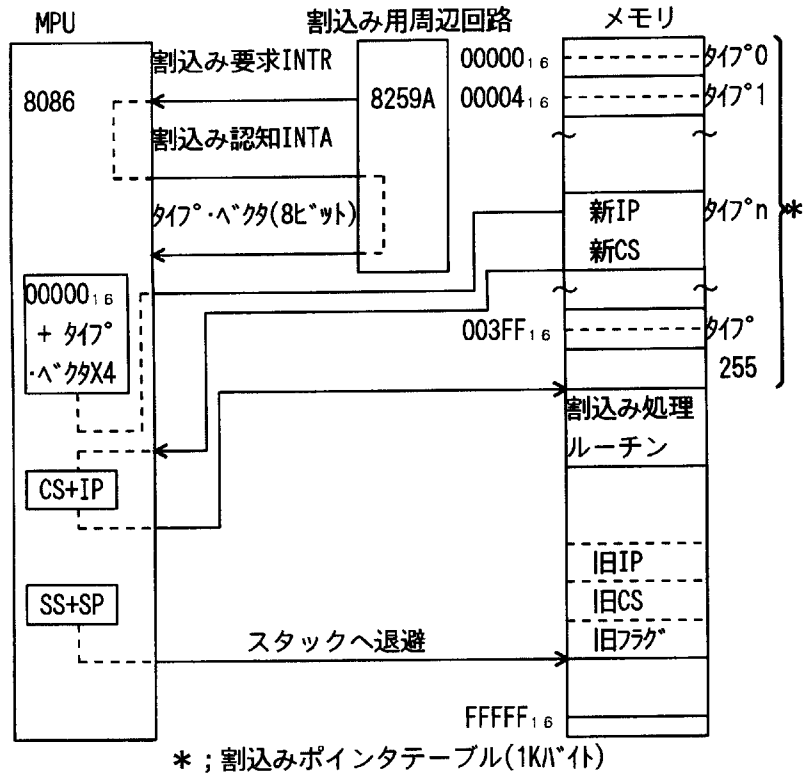 MPU
割込み用周辺回路
メモリ
割込み要求INTR
00000₁₆
タイプ0
8086
8259A
00004₁₆
タイプ1
割込み認知INTA
タイプ・ベクタ(8ビット)
新IP
タイプn
*
新CS
00000₁₆
+ タイプ
・ベクタX4
003FF₁₆
タイプ
255
割込み処理
ルーチン
CS+IP
旧IP
SS+SP
旧CS
スタックへ退避
旧フラグ
FFFFF₁₆
*;割込みポインタテーブル(1Kバイト)